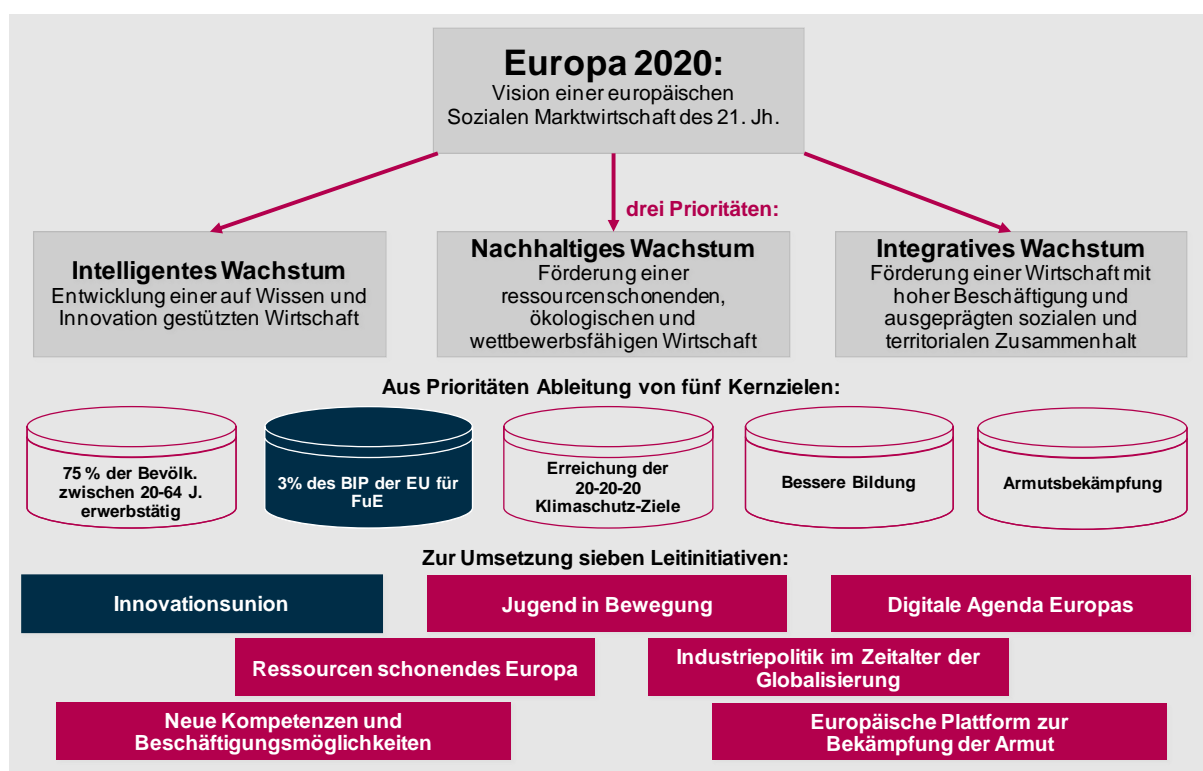 Europa 2020:
Vision einer europäischen
Sozialen Marktwirtschaft des 21. Jh.
drei Prioritäten:
Intelligentes Wachstum
Entwicklung einer auf Wissen und
Innovation gestützten Wirtschaft
Nachhaltiges Wachstum
Förderung einer
ressourcenschonenden,
ökologischen und
wettbewerbsfähigen Wirtschaft
Integratives Wachstum
Förderung einer Wirtschaft mit
hoher Beschäftigung und
ausgeprägten sozialen und
territorialen Zusammenhalt
Aus Prioritäten Ableitung von fünf Kernzielen:
75 % der Bevölk.
zwischen 20-64 J.
erwerbstätig
3% des BIP der EU für
FuE
Erreichung der
20-20-20
Klimaschutz-Ziele
Bessere Bildung
Armutsbekämpfung
Zur Umsetzung sieben Leitinitiativen:
Innovationsunion
Jugend in Bewegung
Digitale Agenda Europas
Ressourcen schonendes Europa
Industriepolitik im Zeitalter der
Globalisierung
Neue Kompetenzen und
Beschäftigungsmöglichkeiten
Europäische Plattform zur
Bekämpfung der Armut